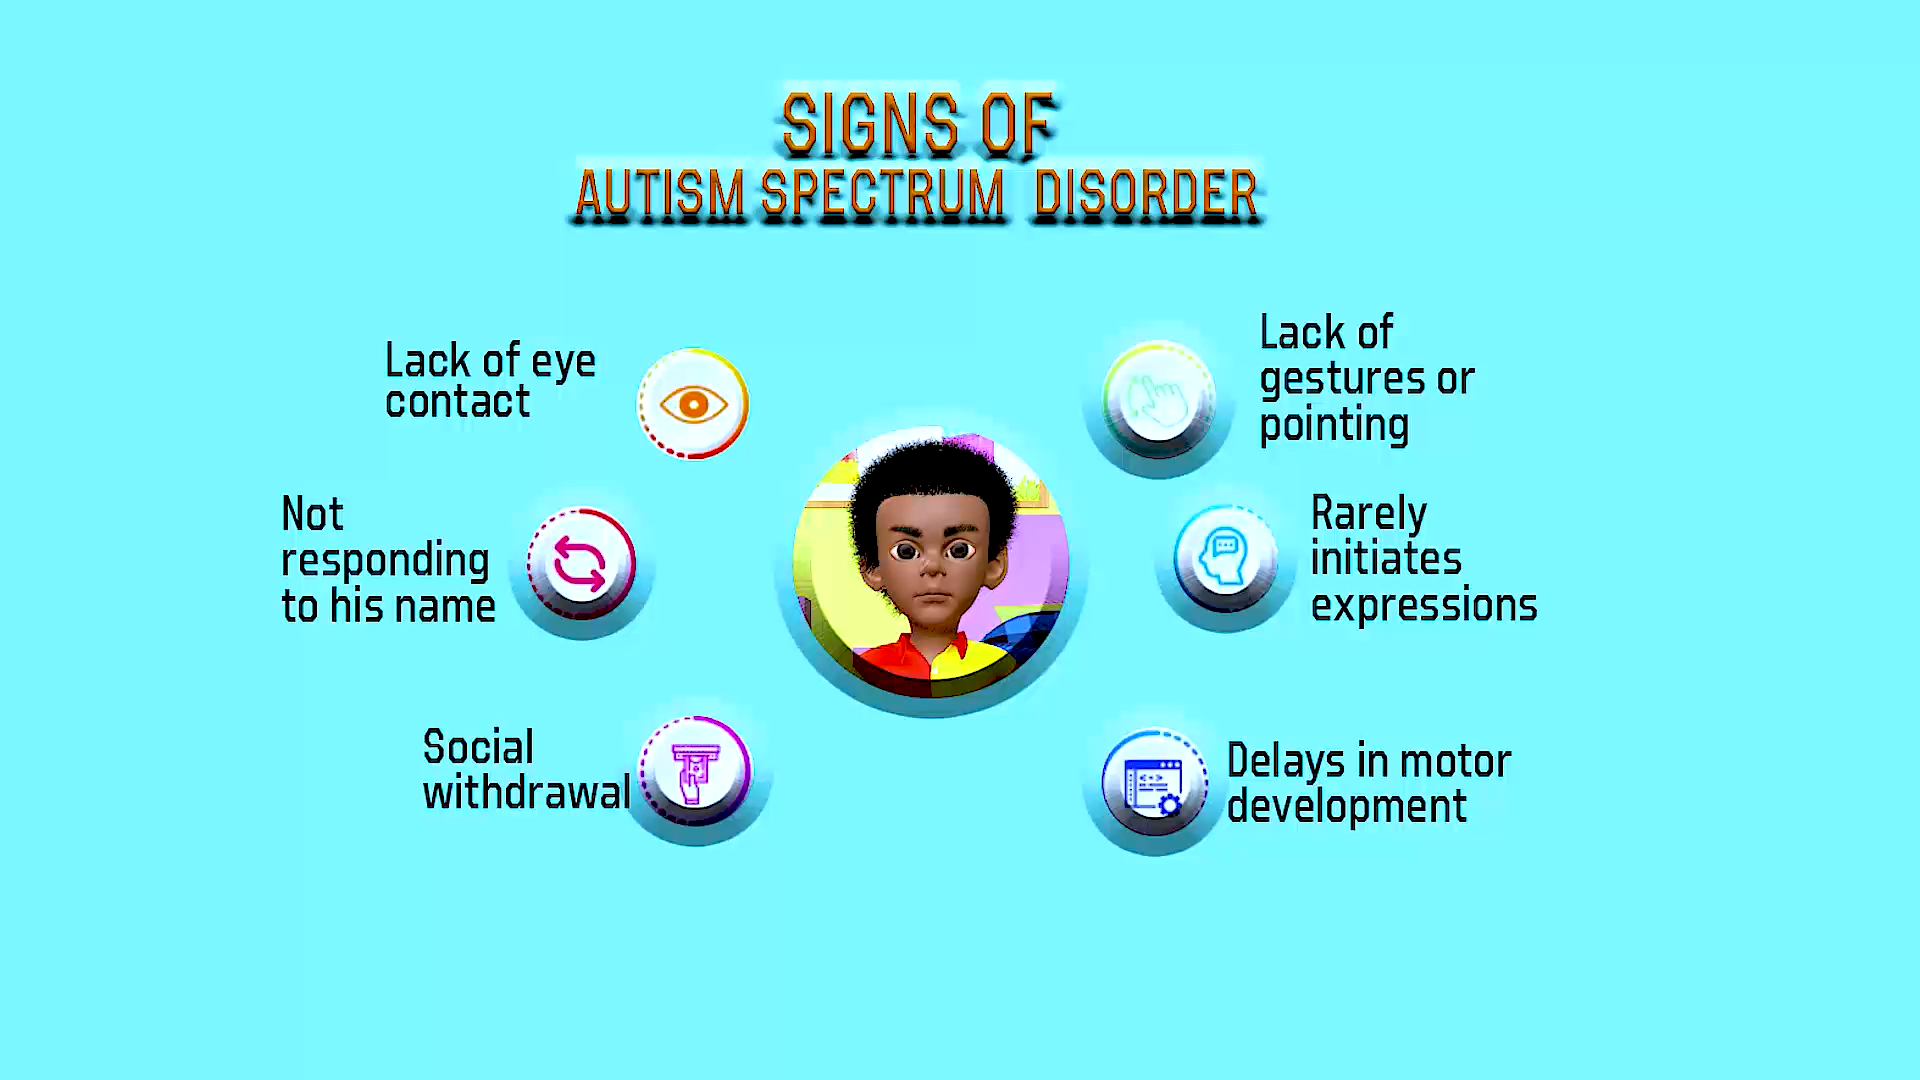 SIGNS OF
AUTISM SPECTRUM DISORDER
Lack of eye
contact
Not
responding
to his name
Social
withdrawal
Lack of
gestures or
pointing
Rarely
initiates
expressions
Delays in motor
development